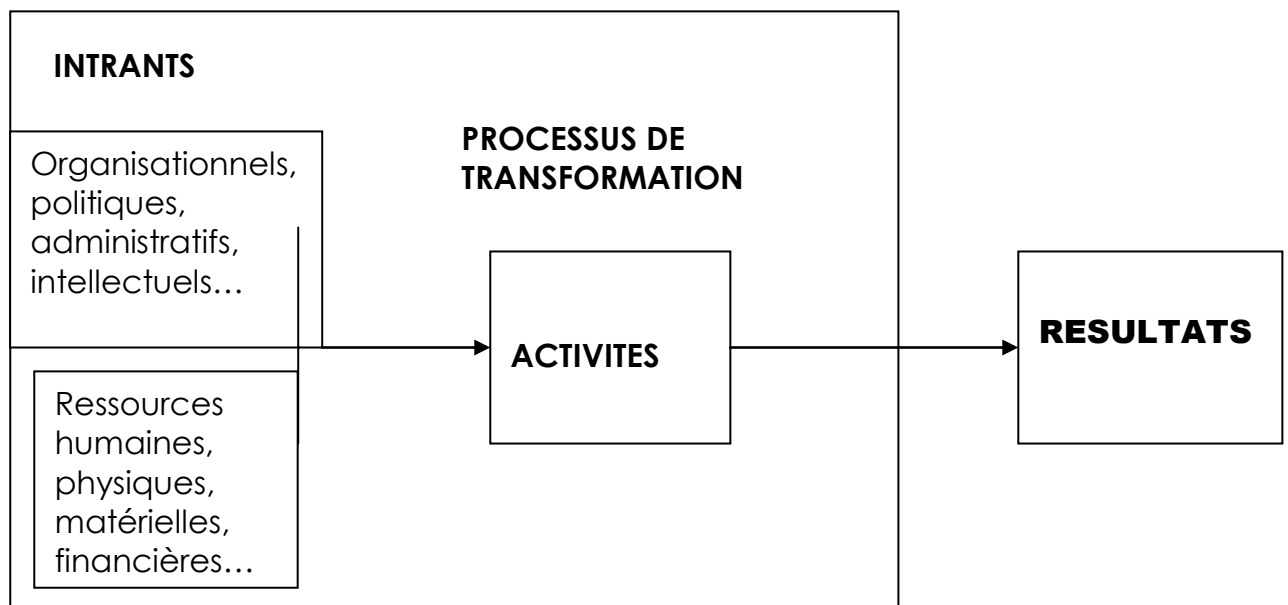 INTRANTS
PROCESSUS DE
TRANSFORMATION
Organisationnels,
politiques,
administratifs,
intellectuels…
ACTIVITES
RESULTATS
Ressources
humaines,
physiques,
matérielles,
financières…